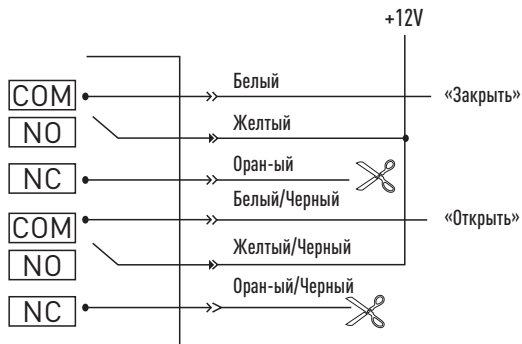 +12V
COM
Белый
«Закрыть»
NO
Желтый
NC
Оран-ый
COM
Белый/Черный
«Открыть»
NO
Желтый/Черный
NC
Оран-ый/Черный